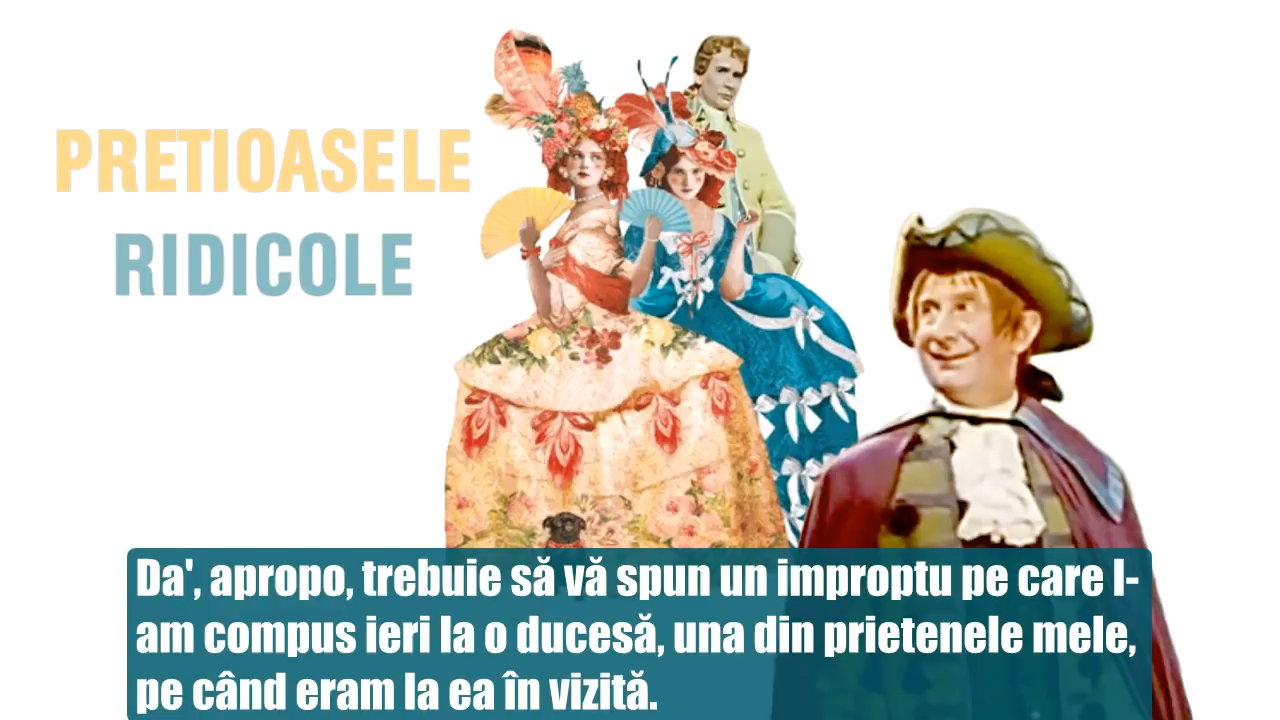 PRETIOASELE
RIDICOLE
Da', apropo, trebuie să vă spun un improptu pe care l-
am compus ieri la o ducesă, una din prietenele mele,
pe când eram la ea în vizită.